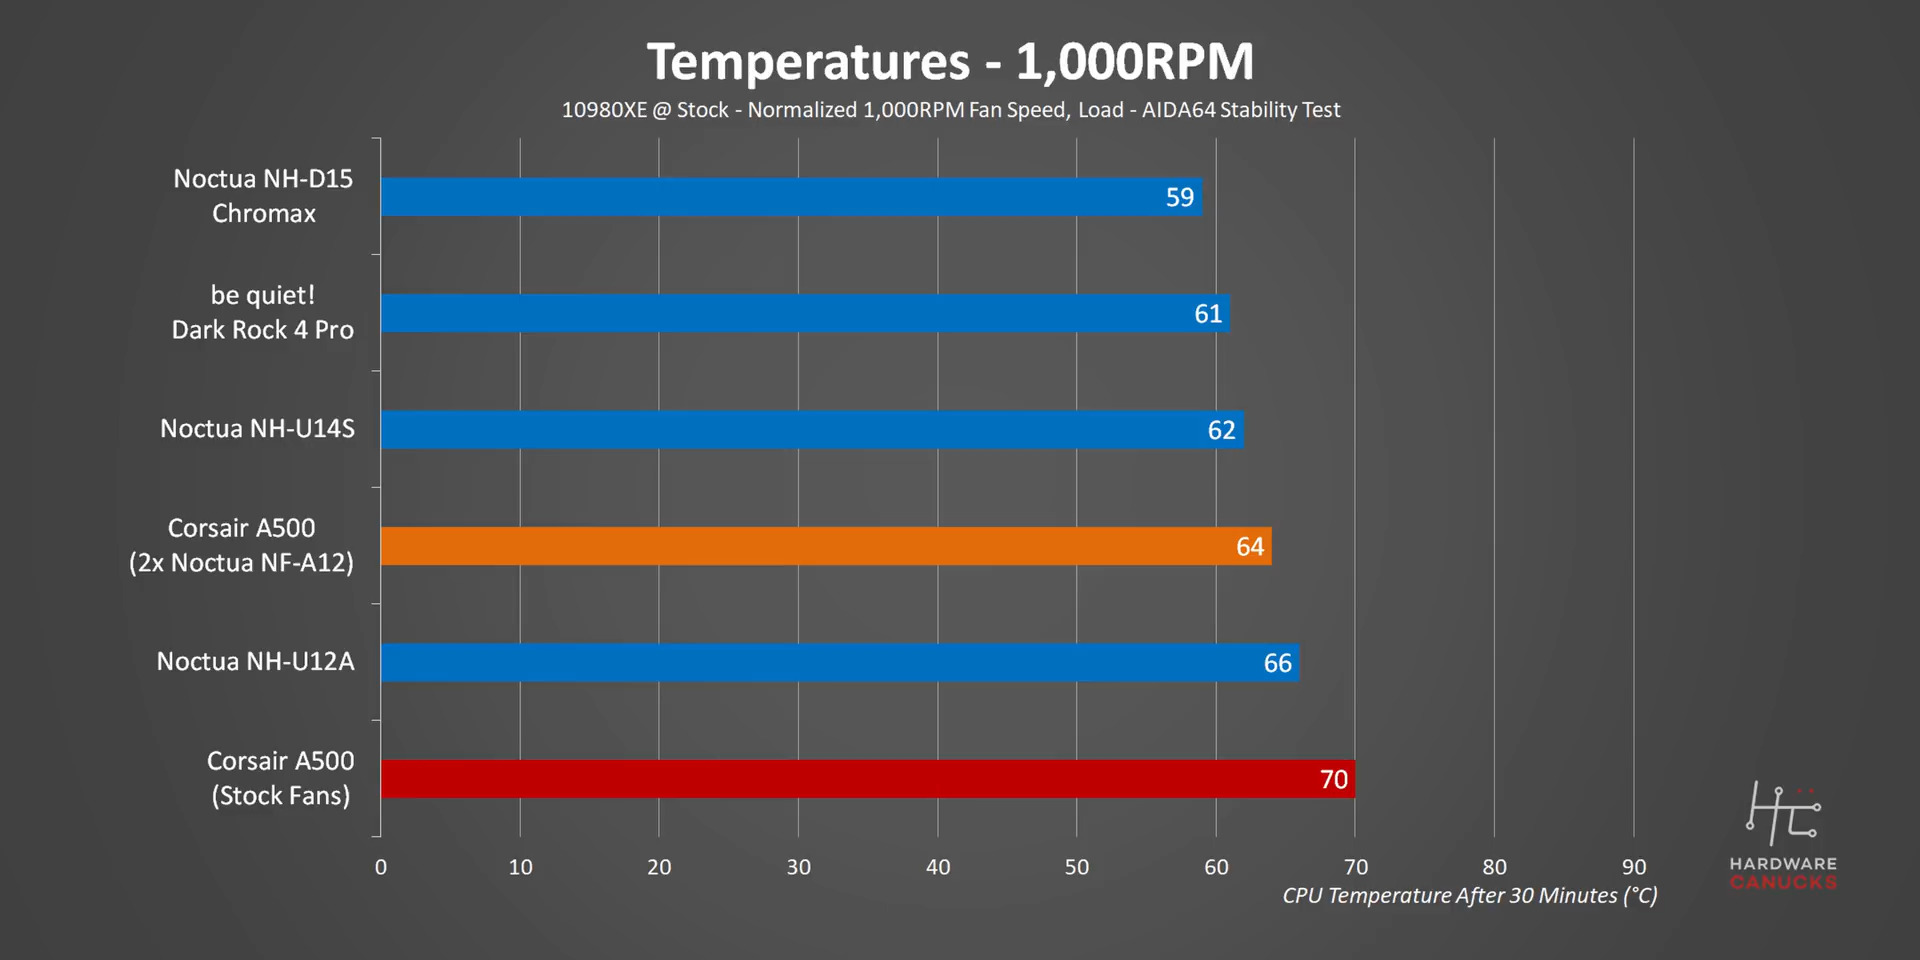 Temperatures - 1,000RPM
10980XE @ Stock - Normalized 1,000RPM Fan Speed, Load - AIDA64 Stability Test
Noctua NH-D15
Chromax
59
be quiet!
Dark Rock 4 Pro
61
Noctua NH-U14S
62
Corsair A500
(2x Noctua NF-A12)
64
Noctua NH-U12A
66
Corsair A500
(Stock Fans)
70
0 10 20 30 40 50 60 70 80 90
CPU Temperature After 30 Minutes (°C)
HC
HARDWARE
CANUCKS